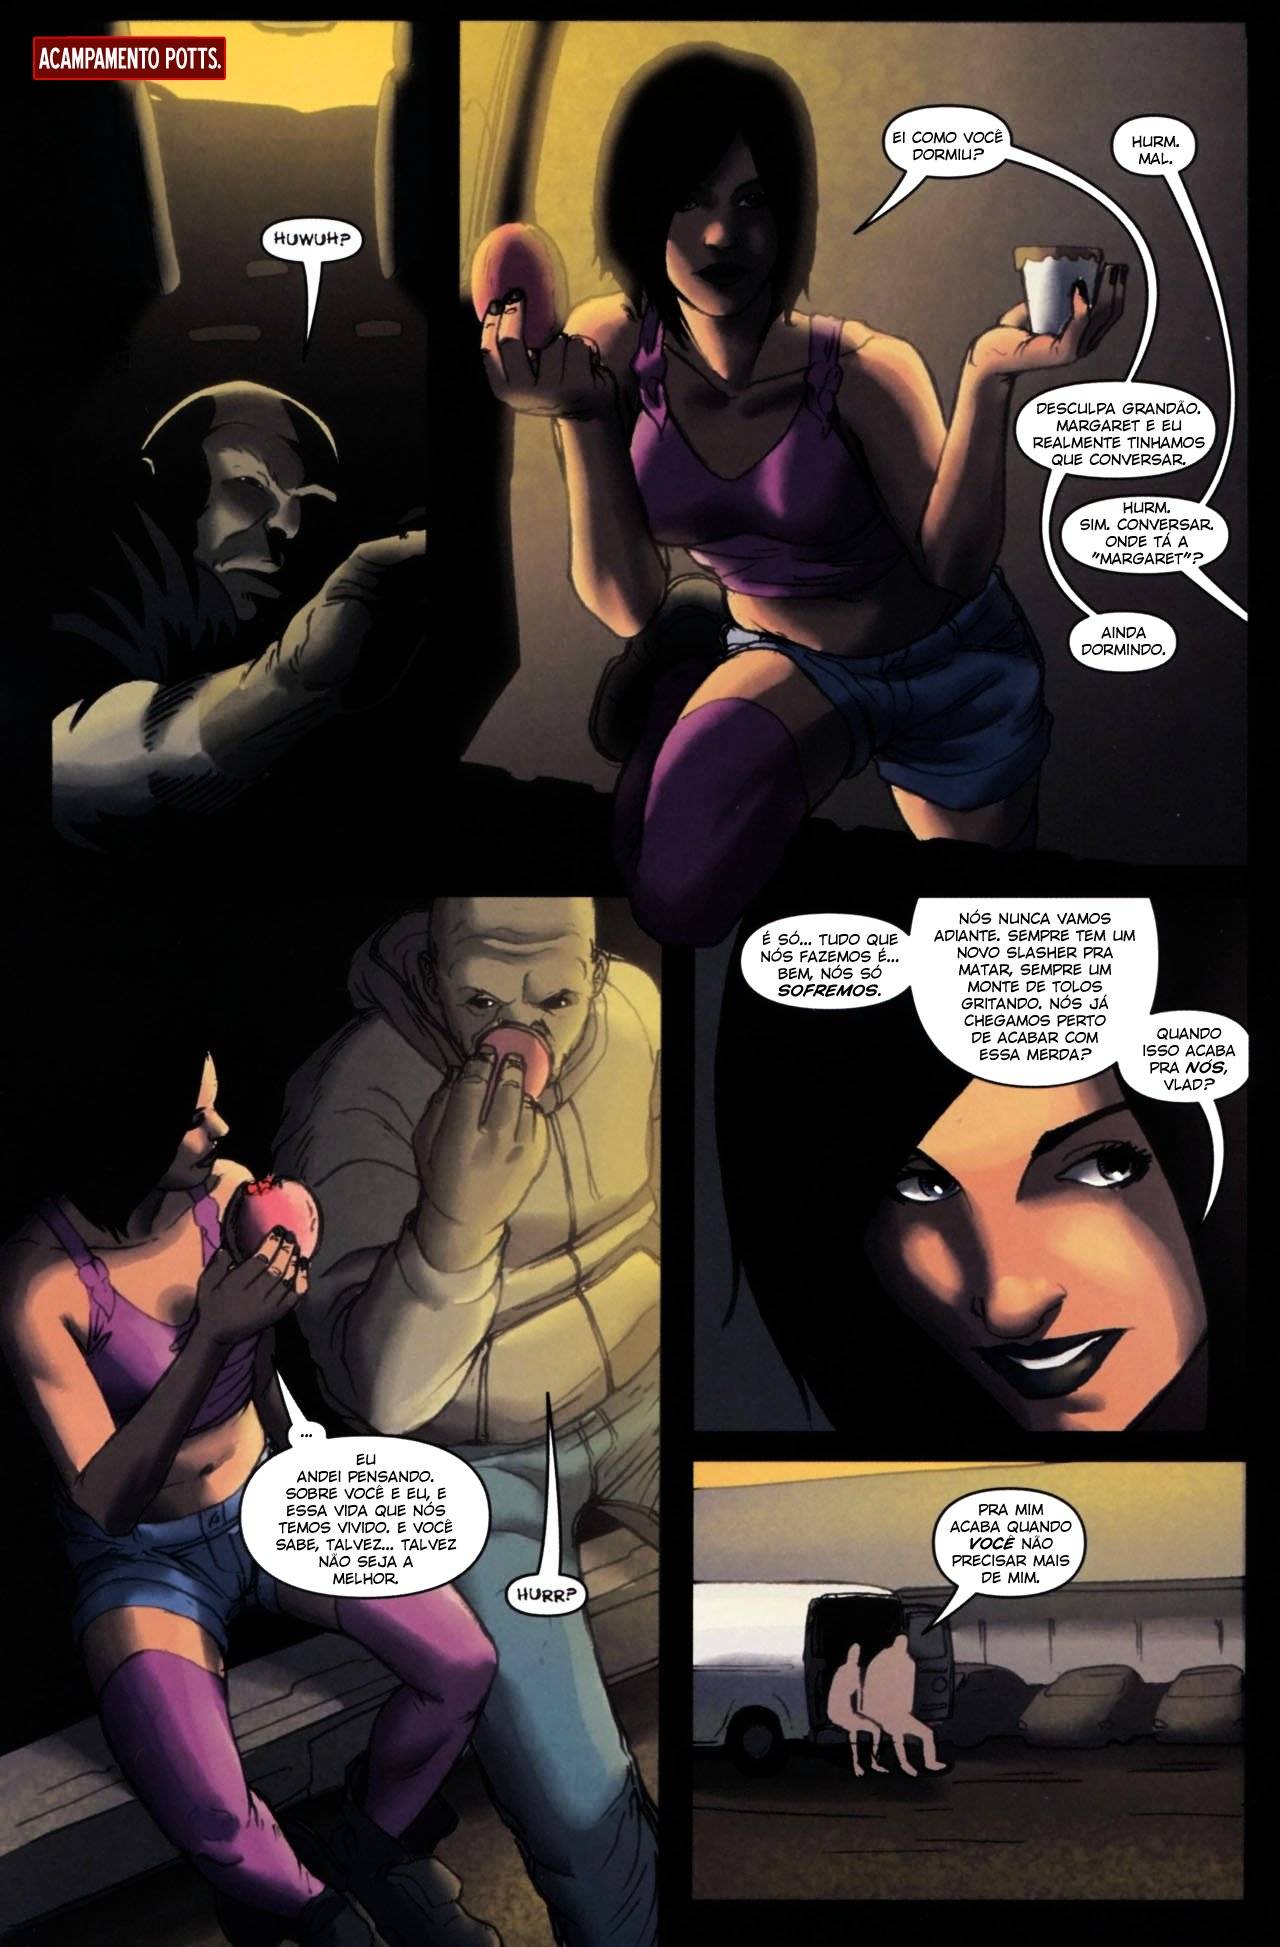 ACAMPAMENTO POTTS.
HUWUH?
EI COMO VOCÊ
DORMIU?
HURM.
MAL.
DESCULPA GRANDÃO.
MARGARET E EU
REALMENTE TINHAMOS
QUE CONVERSAR.
HURM.
SIM. CONVERSAR.
ONDE TÁ A
"MARGARET"?
AINDA
DORMINDO.
...
EU
ANDEI PENSANDO.
SOBRE VOCÊ E EU, E
ESSA VIDA QUE NÓS
TEMOS VIVIDO. E VOCÊ
SABE, TALVEZ... TALVEZ
NÃO SEJA A
MELHOR.
HURR?
É SÓ... TUDO QUE
NÓS FAZEMOS É...
BEM, NÓS SÓ
SOFREMOS.
NÓS NUNCA VAMOS
ADIANTE. SEMPRE TEM UM
NOVO SLASHER PRA
MATAR, SEMPRE UM
MONTE DE TOLOS
GRITANDO. NÓS JÁ
CHEGAMOS PERTO
DE ACABAR COM
ESSA MERDA?
QUANDO
ISSO ACABA
PRA NÓS,
VLAD?
PRA MIM
ACABA QUANDO
VOCÊ NÃO
PRECISAR MAIS
DE MIM.